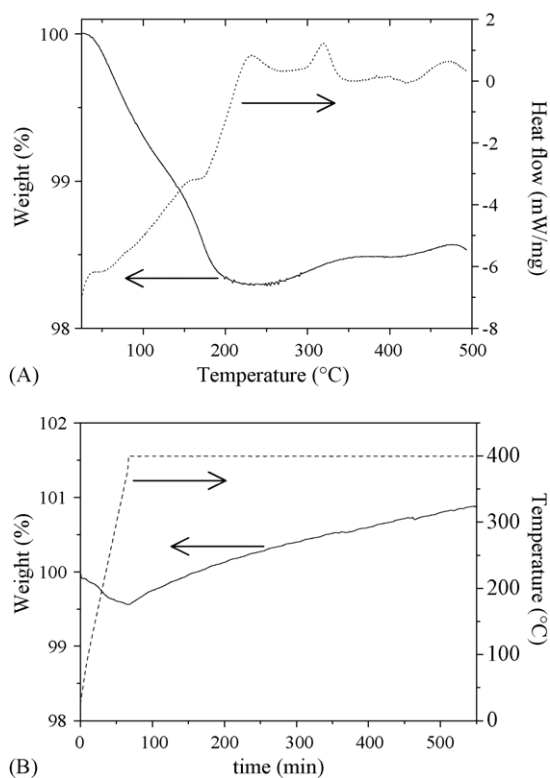 100
99
98
Weight (%)
2
0
-2
-4
-6
-8
Heat flow (mW/mg)
100 200 300 400 500
(A) Temperature (°C)
102
101
100
99
98
Weight (%)
400
300
200
100
0
Temperature (°C)
0 100 200 300 400 500
(B) time (min)